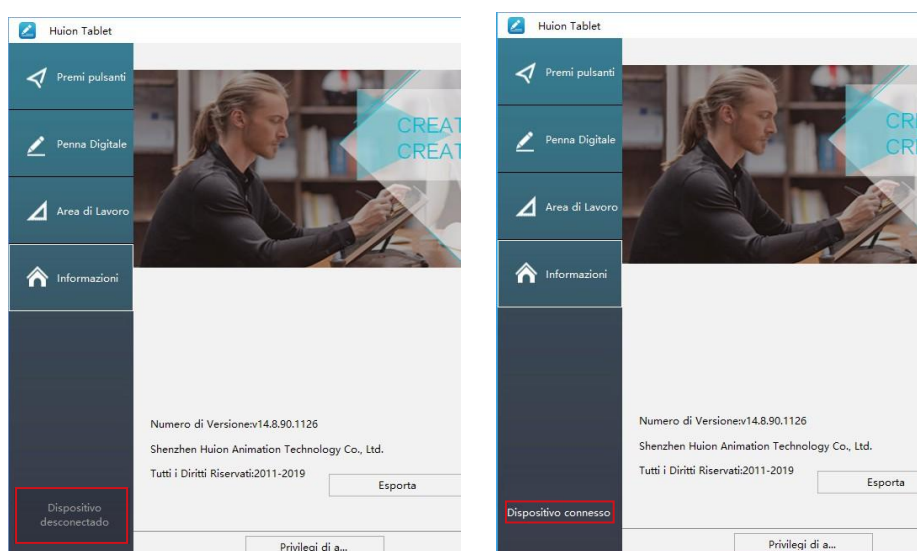 Huion Tablet
Premi pulsanti
CREAT
CREAT
Penna Digitale
Area di Lavoro
Informazioni
Numero di Versione:v14.8.90.1126
Shenzhen Huion Animation Technology Co., Ltd.
Tutti i Diritti Riservati:2011-2019
Esporta
Dispositivo
desconectado
Privilegi di a...
Huion Tablet
Premi pulsanti
CRE
CRE
Penna Digitale
Area di Lavoro
Informazioni
Numero di Versione:v14.8.90.1126
Shenzhen Huion Animation Technology Co., Ltd.
Tutti i Diritti Riservati:2011-2019
Esporta
Dispositivo connesso
Privilegi di a...